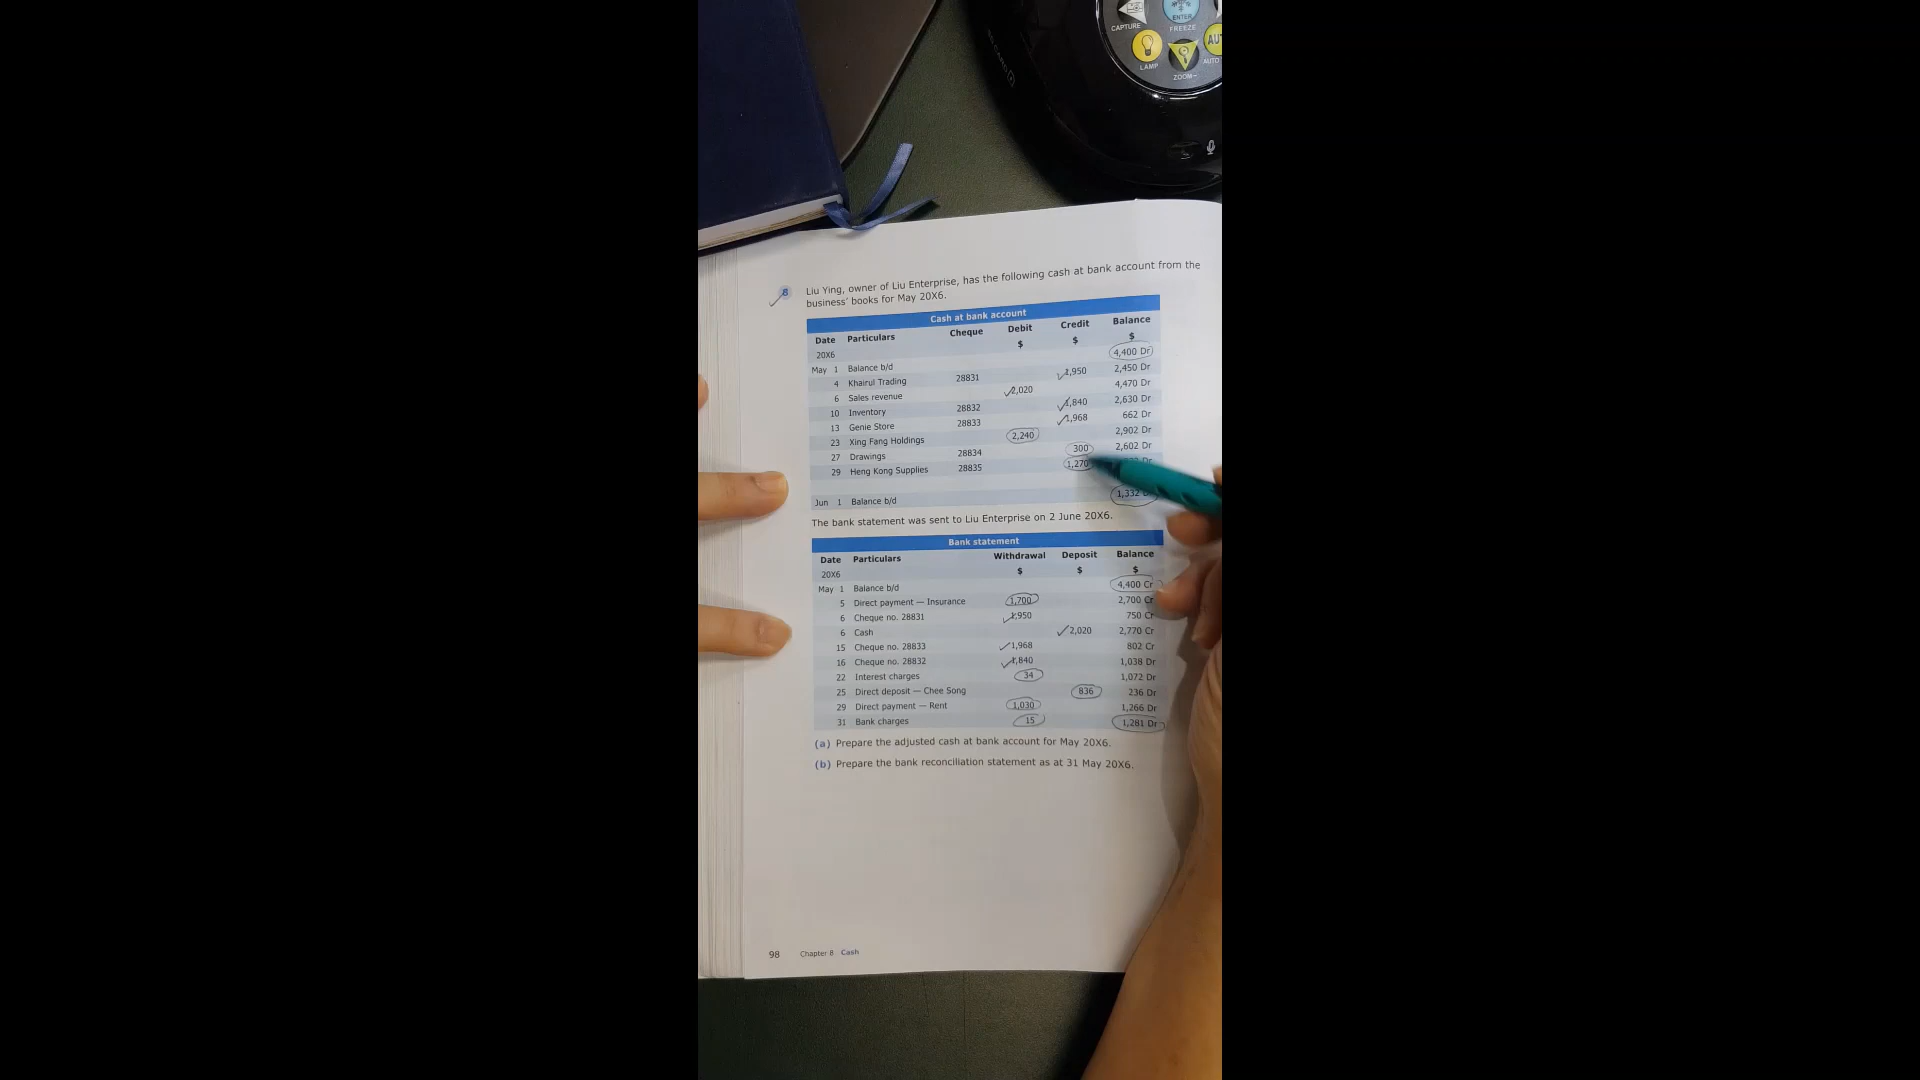 CAPTURE
ENTER
FREEZE
AUT
LAMP
ZOOM−
AUTO
8 Liu Ying, owner of Liu Enterprise, has the following cash at bank account from the
business' books for May 20X6.
Cash at bank account
Date Particulars Cheque Debit Credit Balance
$ $ $
20X6
May 1 Balance b/d 4,400 Dr
4 Khairul Trading 28831 1,950 2,450 Dr
6 Sales revenue 2,020 4,470 Dr
10 Inventory 28832 1,840 2,630 Dr
13 Genie Store 28833 1,968 662 Dr
23 Xing Fang Holdings 2,240 2,902 Dr
27 Drawings 28834 300 2,602 Dr
29 Heng Kong Supplies 28835 1,270 Dr
Jun 1 Balance b/d 1,332
The bank statement was sent to Liu Enterprise on 2 June 20X6.
Bank statement
Date Particulars Withdrawal Deposit Balance
20X6 $ $ $
May 1 Balance b/d 4,400 Cr
5 Direct payment — Insurance 1,700 2,700 Cr
6 Cheque no. 28831 1,950 750 Cr
6 Cash 2,020 2,770 Cr
15 Cheque no. 28833 1,968 802 Cr
16 Cheque no. 28832 1,840 1,038 Dr
22 Interest charges 34 1,072 Dr
25 Direct deposit — Chee Song 836 236 Dr
29 Direct payment — Rent 1,030 1,266 Dr
31 Bank charges 15 1,281 Dr
(a) Prepare the adjusted cash at bank account for May 20X6.
(b) Prepare the bank reconciliation statement as at 31 May 20X6.
98 Chapter 8 Cash